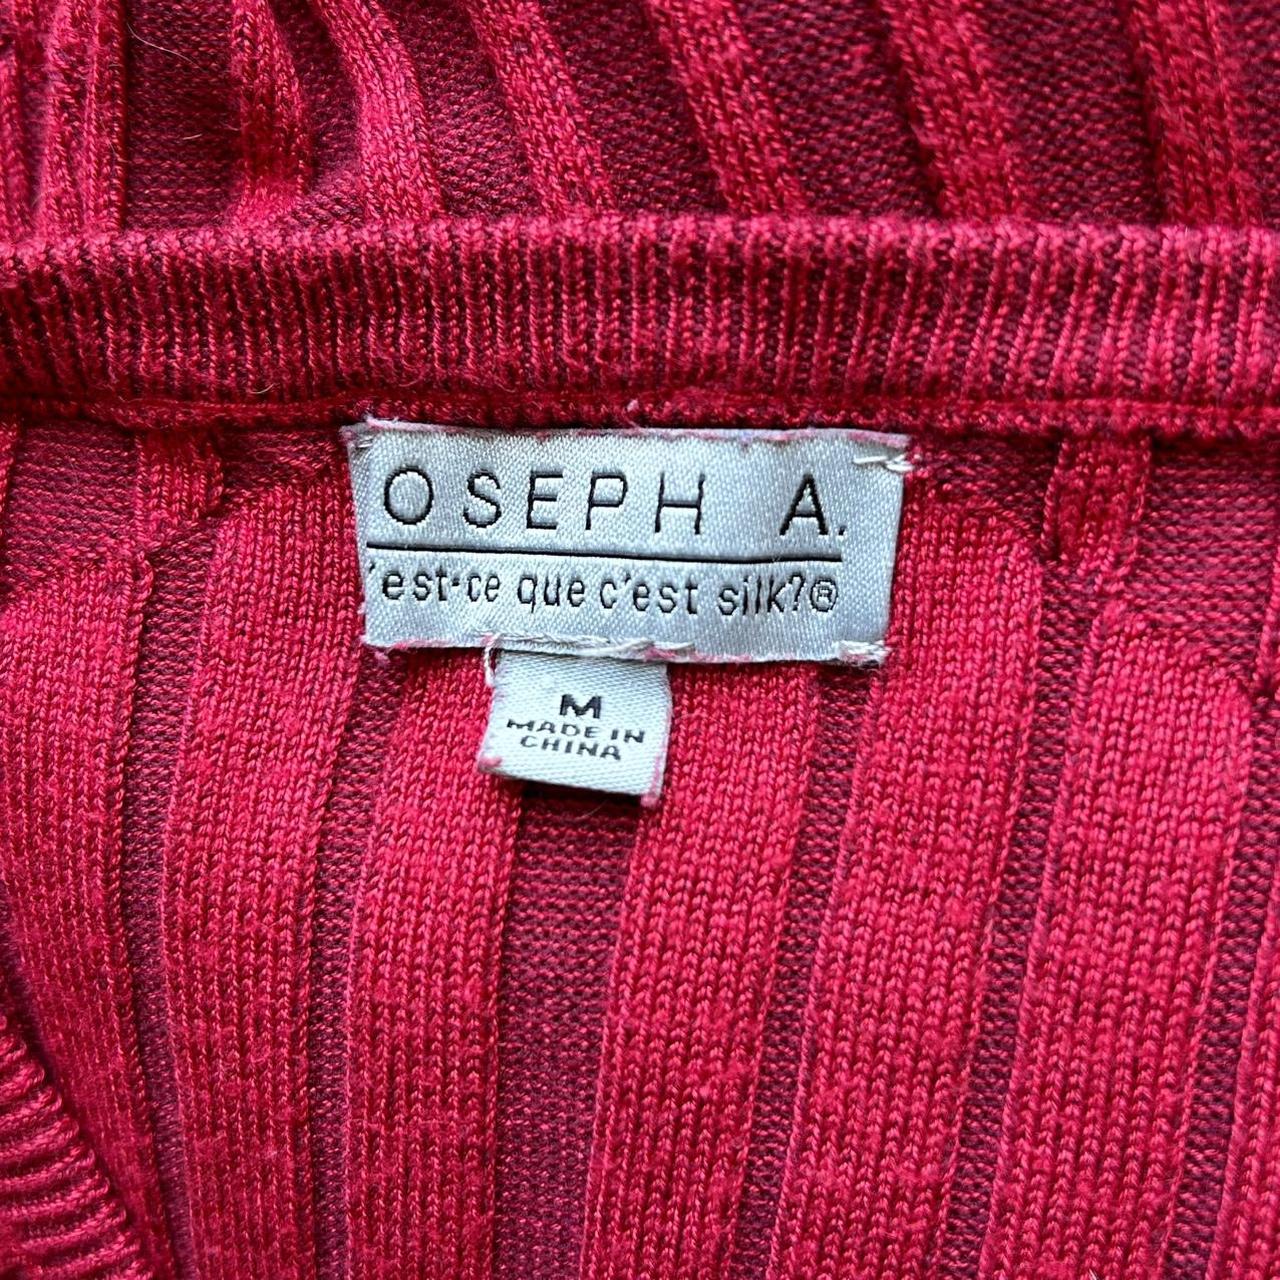 OSEPH A.
'est-ce que c'est silk?®
M
MADE IN
CHINA